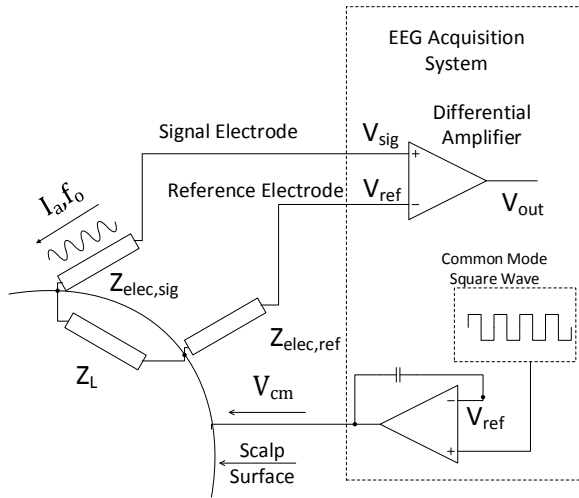 EEG Acquisition
System
Differential
Amplifier
Signal Electrode
V_sig
+
Reference Electrode
V_ref
−
V_out
I_a,f_o
Common Mode
Square Wave
Z_elec,sig
Z_elec,ref
Z_L
V_cm
−
V_ref
+
Scalp
Surface